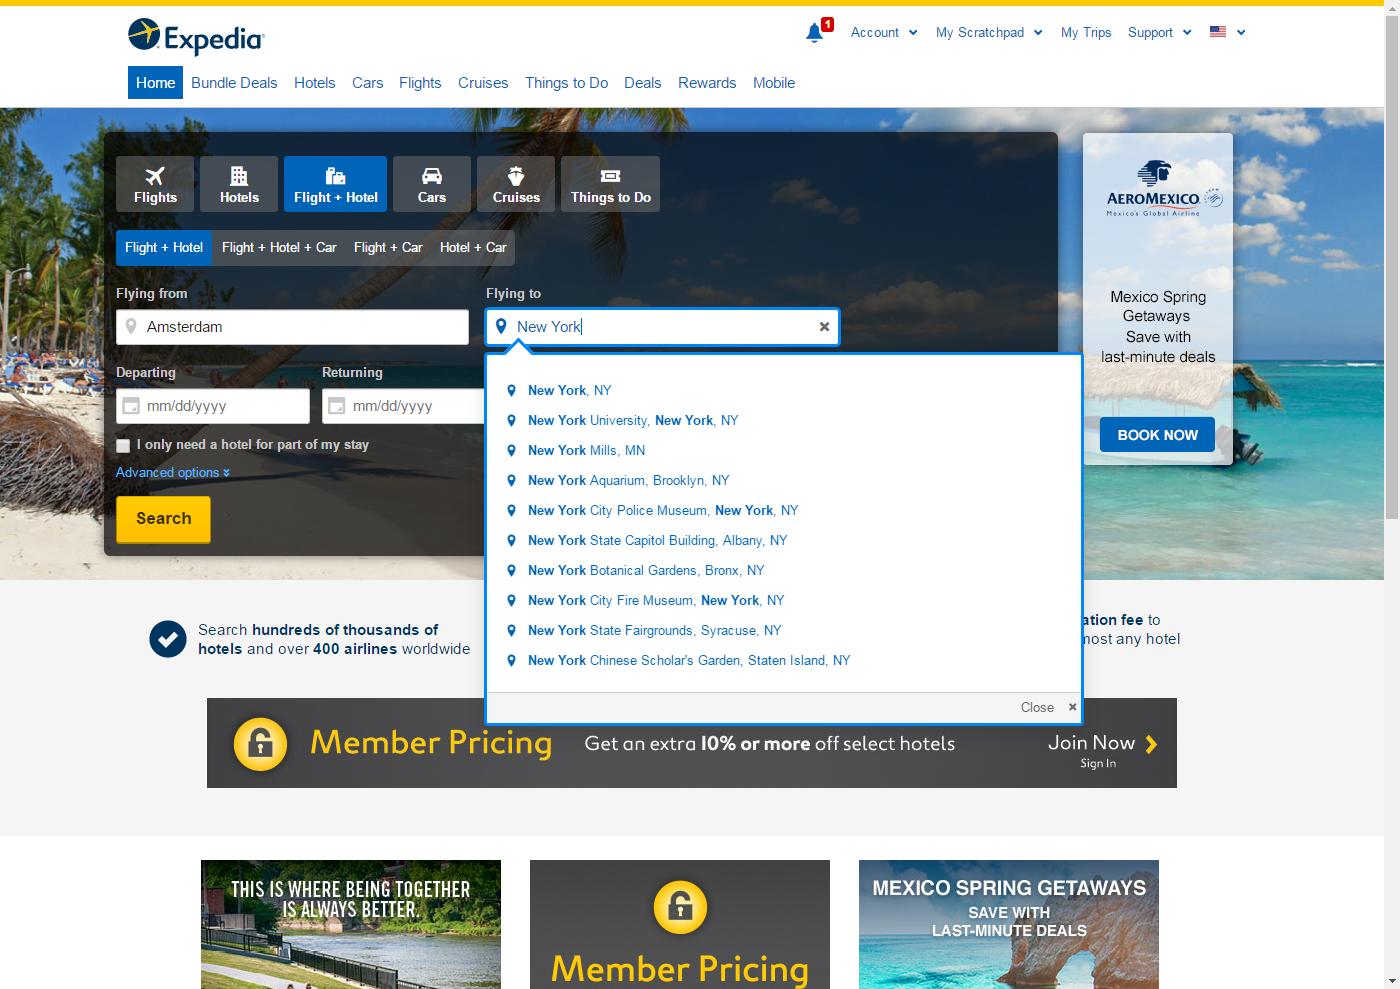 Expedia
1
Account
My Scratchpad
My Trips
Support
Home
Bundle Deals
Hotels
Cars
Flights
Cruises
Things to Do
Deals
Rewards
Mobile
Flights
Hotels
Flight + Hotel
Cars
Cruises
Things to Do
Flight + Hotel
Flight + Hotel + Car
Flight + Car
Hotel + Car
Flying from
Amsterdam
Flying to
New York
Departing
mm/dd/yyyy
Returning
mm/dd/yyyy
I only need a hotel for part of my stay
Advanced options
Search
New York, NY
New York University, New York, NY
New York Mills, MN
New York Aquarium, Brooklyn, NY
New York City Police Museum, New York, NY
New York State Capitol Building, Albany, NY
New York Botanical Gardens, Bronx, NY
New York City Fire Museum, New York, NY
New York State Fairgrounds, Syracuse, NY
New York Chinese Scholar's Garden, Staten Island, NY
Close
AEROMEXICO
Mexico's Global Airline
Mexico Spring
Getaways
Save with
last-minute deals
BOOK NOW
Search hundreds of thousands of
hotels and over 400 airlines worldwide
fee to
most any hotel
Member Pricing
Get an extra 10% or more off select hotels
Join Now
Sign In
THIS IS WHERE BEING TOGETHER
IS ALWAYS BETTER.
Member Pricing
MEXICO SPRING GETAWAYS
SAVE WITH
LAST-MINUTE DEALS